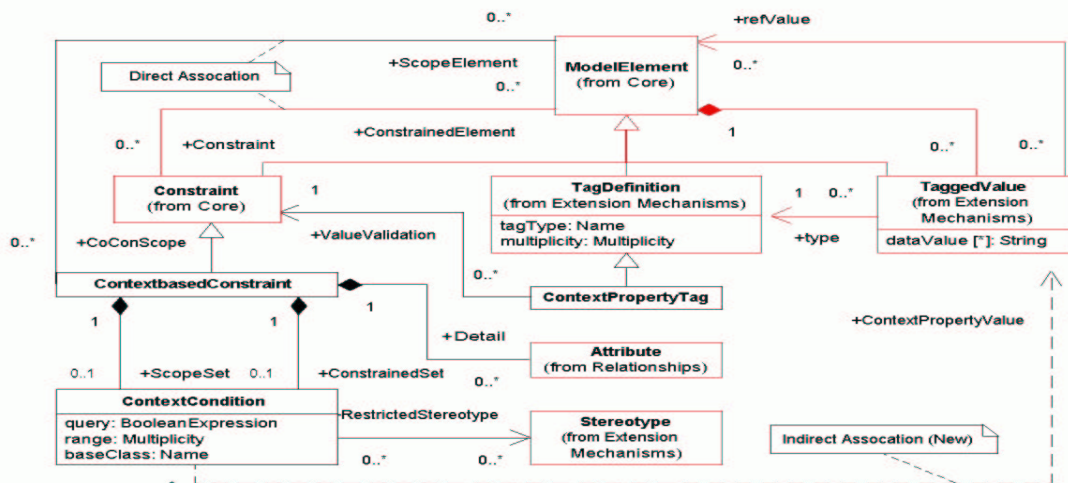 0..*
+refValue
+ScopeElement
ModelElement
(from Core)
0..*
Direct Assocation
0..*
+ConstrainedElement
1
0..*
+Constraint
0..*
0..*
Constraint
(from Core)
1
TagDefinition
(from Extension Mechanisms)
tagType: Name
multiplicity: Multiplicity
1
0..*
TaggedValue
(from Extension
Mechanisms)
dataValue [*]: String
+type
0..*
+CoConScope
+ValueValidation
0..*
ContextbasedConstraint
ContextPropertyTag
1
1
1
+ContextPropertyValue
+Detail
Attribute
(from Relationships)
0..1
+ScopeSet
0..1
+ConstrainedSet
0..*
ContextCondition
query: BooleanExpression
range: Multiplicity
baseClass: Name
RestrictedStereotype
0..*
0..*
Stereotype
(from Extension
Mechanisms)
Indirect Assocation (New)